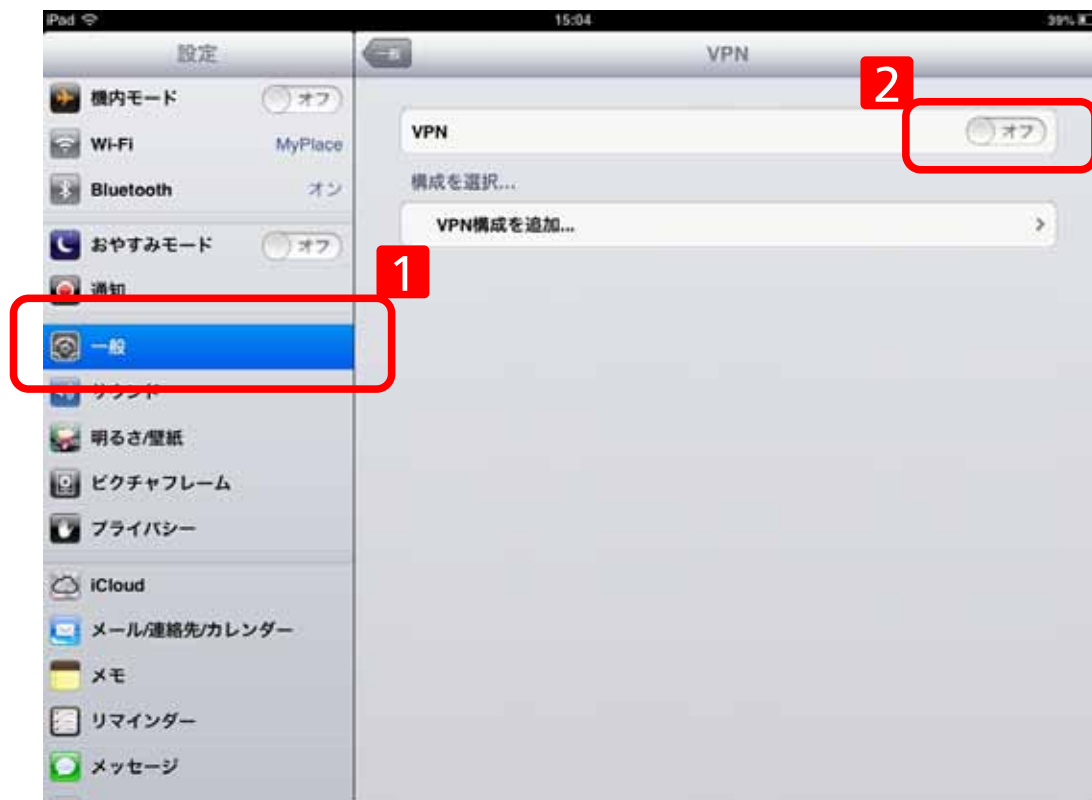 iPad 15:04 39%
設定
機内モード オフ
Wi-Fi MyPlace
Bluetooth オン
おやすみモード オフ
通知
1
一般
サウンド
明るさ/壁紙
ピクチャフレーム
プライバシー
iCloud
メール/連絡先/カレンダー
メモ
リマインダー
メッセージ
一般 VPN
2
VPN オフ
構成を選択...
VPN構成を追加...